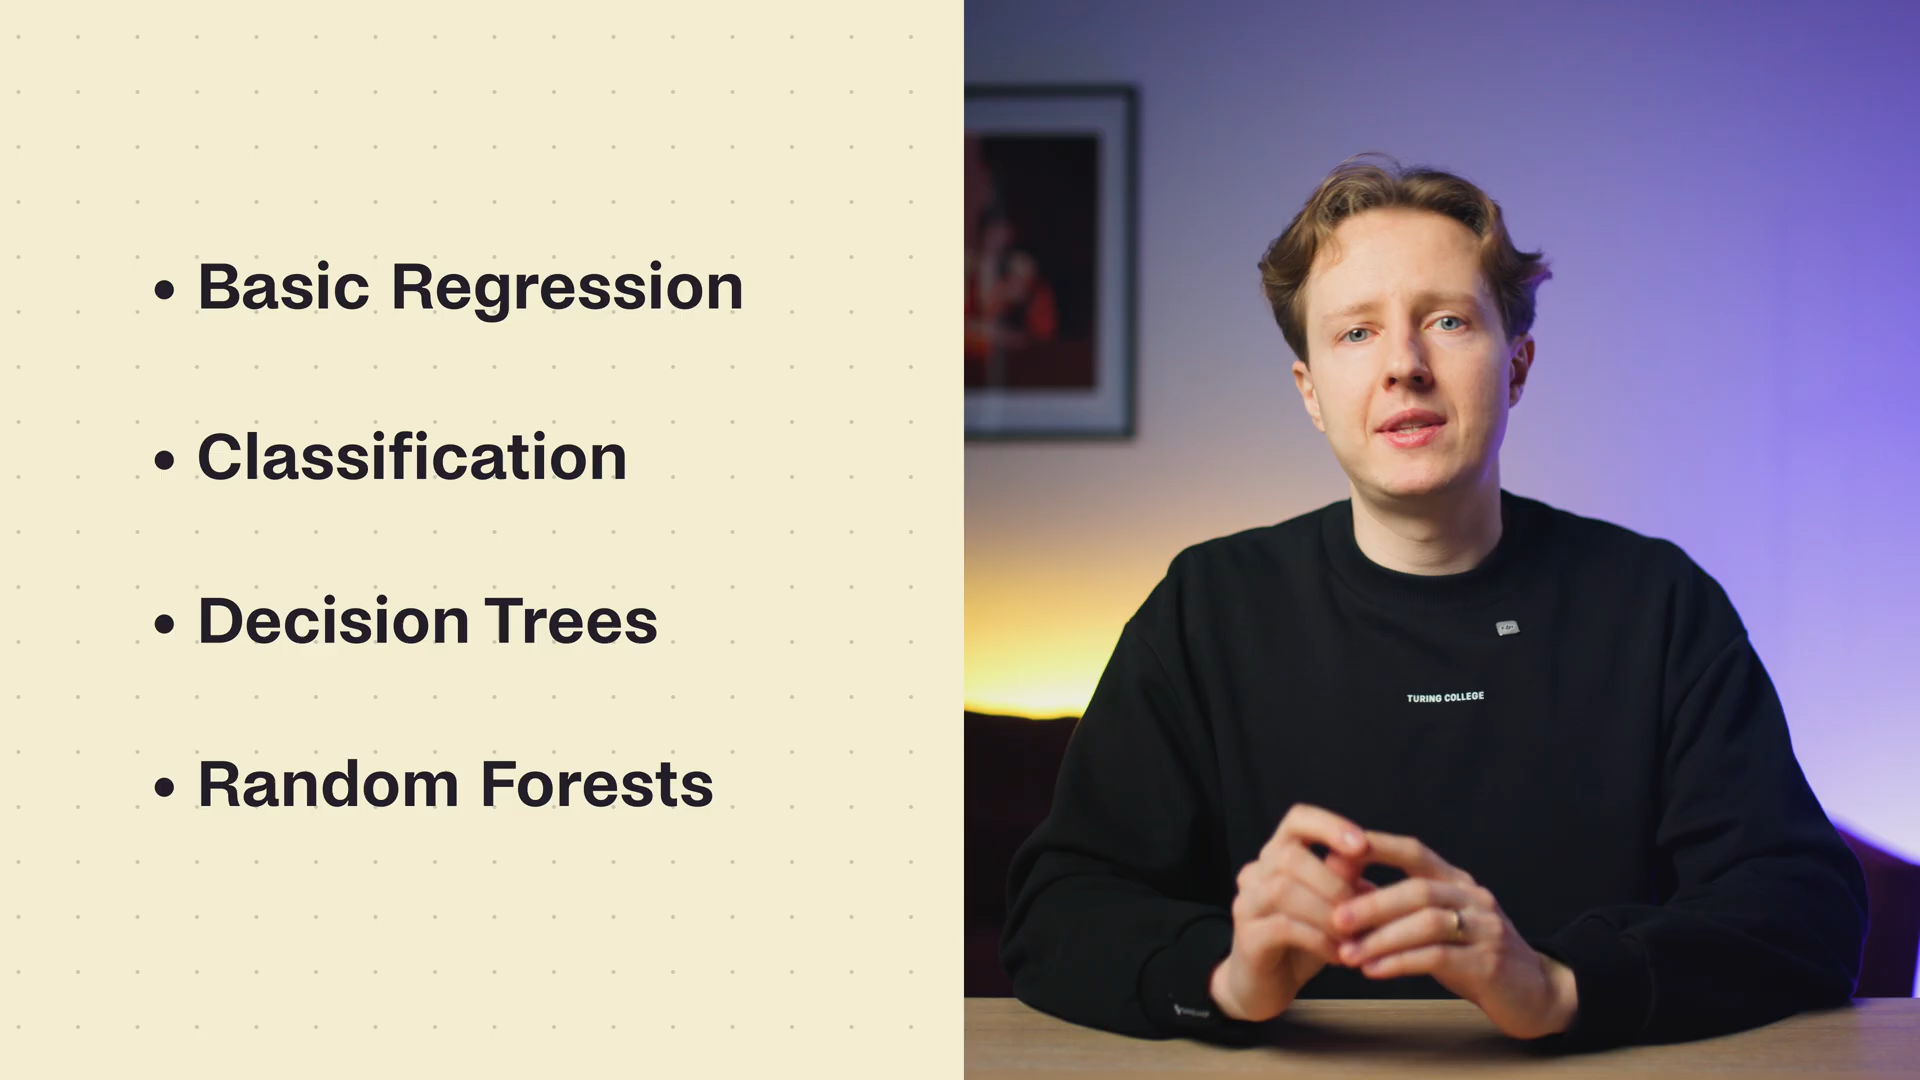 • Basic Regression
• Classification
• Decision Trees
• Random Forests
TURING COLLEGE